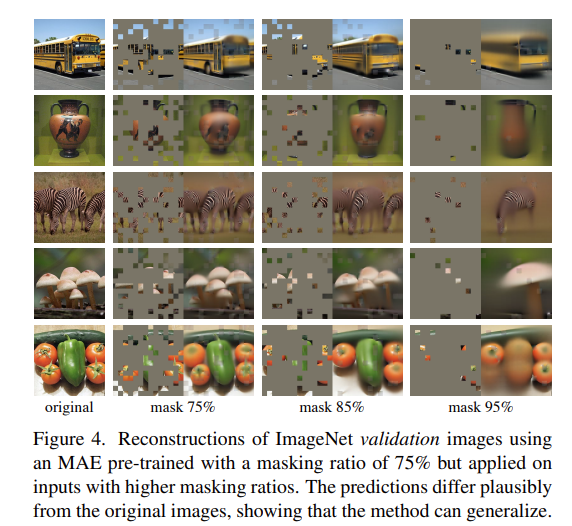 original
mask 75%
mask 85%
mask 95%
Figure 4. Reconstructions of ImageNet validation images using
an MAE pre-trained with a masking ratio of 75% but applied on
inputs with higher masking ratios. The predictions differ plausibly
from the original images, showing that the method can generalize.